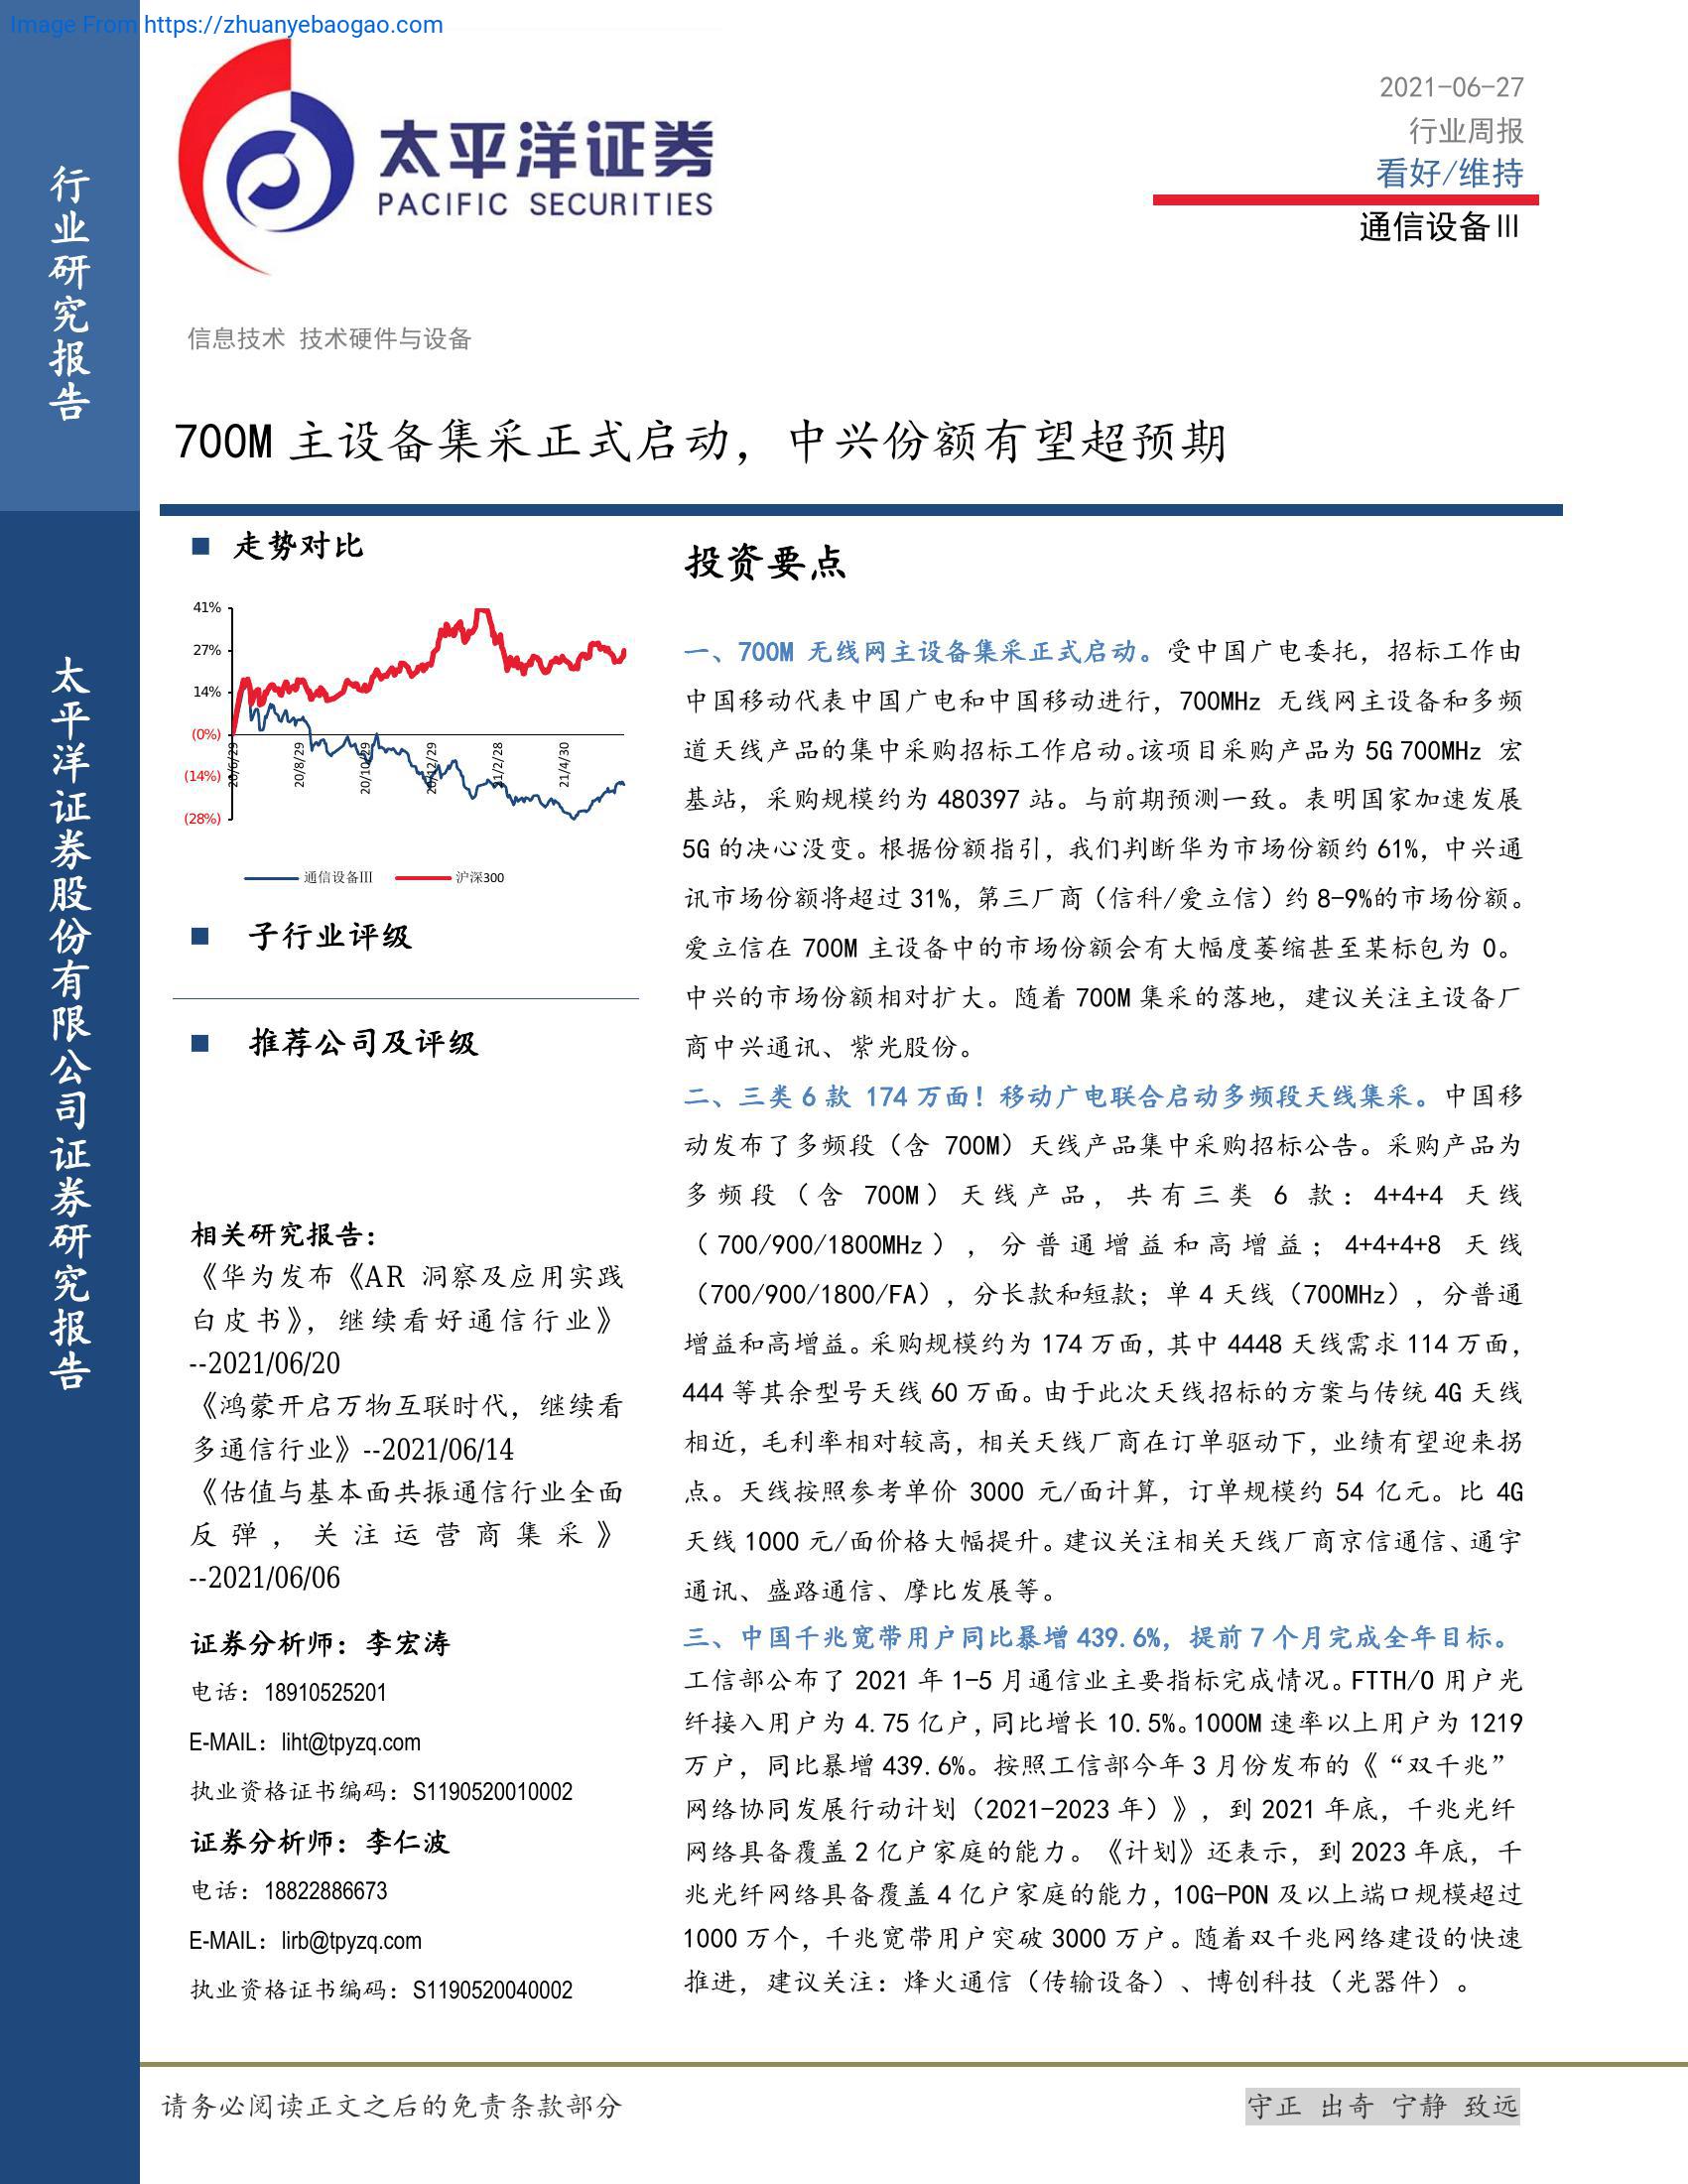 Image From https://zhuanyebaogao.com
行业研究报告
太平洋证券股份有限公司证券研究报告
太平洋证券
PACIFIC SECURITIES
2021-06-27
行业周报
看好/维持
通信设备Ⅲ
信息技术 技术硬件与设备
700M 主设备集采正式启动，中兴份额有望超预期
■ 走势对比
41%
27%
14%
(0%)
(14%)
(28%)
20/6/29
20/8/29
20/10/29
20/12/29
21/2/28
21/4/30
通信设备III
沪深300
■ 子行业评级
■ 推荐公司及评级
相关研究报告：
《华为发布《AR 洞察及应用实践
白皮书》，继续看好通信行业》
--2021/06/20
《鸿蒙开启万物互联时代，继续看
多通信行业》--2021/06/14
《估值与基本面共振通信行业全面
反弹，关注运营商集采》
--2021/06/06
证券分析师：李宏涛
电话：18910525201
E-MAIL：liht@tpyzq.com
执业资格证书编码：S1190520010002
证券分析师：李仁波
电话：18822886673
E-MAIL：lirb@tpyzq.com
执业资格证书编码：S1190520040002
投资要点
一、700M 无线网主设备集采正式启动。受中国广电委托，招标工作由
中国移动代表中国广电和中国移动进行，700MHz 无线网主设备和多频
道天线产品的集中采购招标工作启动。该项目采购产品为 5G 700MHz 宏
基站，采购规模约为 480397 站。与前期预测一致。表明国家加速发展
5G 的决心没变。根据份额指引，我们判断华为市场份额约 61%，中兴通
讯市场份额将超过 31%，第三厂商（信科/爱立信）约 8-9%的市场份额。
爱立信在 700M 主设备中的市场份额会有大幅度萎缩甚至某标包为 0。
中兴的市场份额相对扩大。随着 700M 集采的落地，建议关注主设备厂
商中兴通讯、紫光股份。
二、三类 6 款 174 万面！移动广电联合启动多频段天线集采。中国移
动发布了多频段（含 700M）天线产品集中采购招标公告。采购产品为
多频段（含 700M）天线产品，共有三类 6 款：4+4+4 天线
（700/900/1800MHz），分普通增益和高增益；4+4+4+8 天线
（700/900/1800/FA），分长款和短款；单 4 天线（700MHz），分普通
增益和高增益。采购规模约为 174 万面，其中 4448 天线需求 114 万面，
444 等其余型号天线 60 万面。由于此次天线招标的方案与传统 4G 天线
相近，毛利率相对较高，相关天线厂商在订单驱动下，业绩有望迎来拐
点。天线按照参考单价 3000 元/面计算，订单规模约 54 亿元。比 4G
天线 1000 元/面价格大幅提升。建议关注相关天线厂商京信通信、通宇
通讯、盛路通信、摩比发展等。
三、中国千兆宽带用户同比暴增 439.6%，提前 7 个月完成全年目标。
工信部公布了 2021 年 1-5 月通信业主要指标完成情况。FTTH/O 用户光
纤接入用户为 4.75 亿户，同比增长 10.5%。1000M 速率以上用户为 1219
万户，同比暴增 439.6%。按照工信部今年 3 月份发布的《“双千兆”
网络协同发展行动计划（2021-2023 年）》，到 2021 年底，千兆光纤
网络具备覆盖 2 亿户家庭的能力。《计划》还表示，到 2023 年底，千
兆光纤网络具备覆盖 4 亿户家庭的能力，10G-PON 及以上端口规模超过
1000 万个，千兆宽带用户突破 3000 万户。随着双千兆网络建设的快速
推进，建议关注：烽火通信（传输设备）、博创科技（光器件）。
请务必阅读正文之后的免责条款部分
守正 出奇 宁静 致远